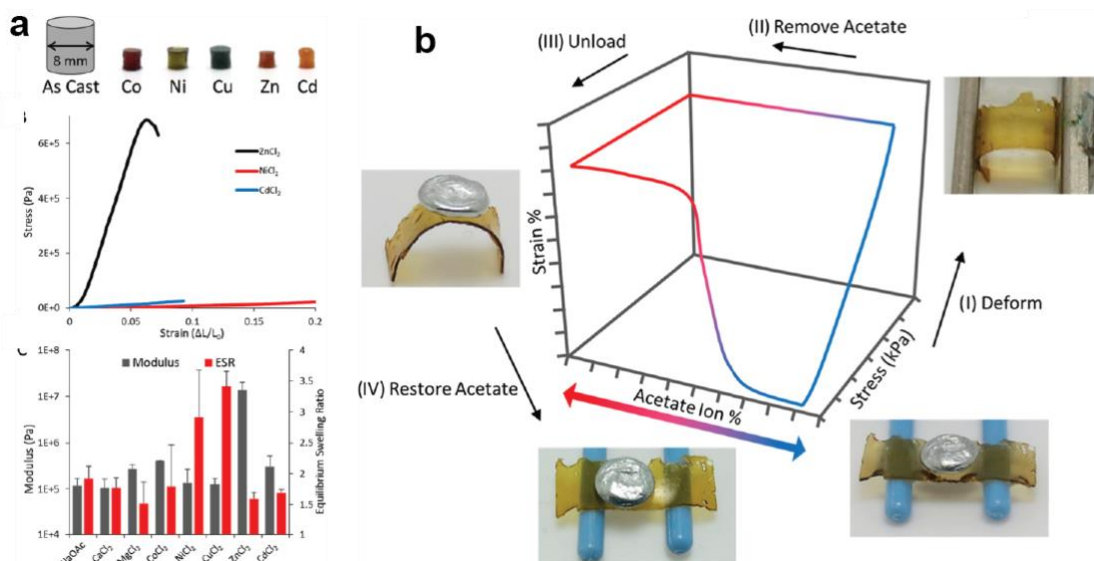 a
8 mm
As Cast Co Ni Cu Zn Cd
Stress (Pa)
6E+5
4E+5
2E+5
0E+0
ZnCl₂
NiCl₂
CdCl₂
0 0.05 0.1 0.15 0.2
Strain (ΔL/L₀)
Modulus ESR
Modulus (Pa)
1E+8
1E+7
1E+6
1E+5
1E+4
4
3.5
3
2.5
2
1.5
1
Equilibrium Swelling Ratio
CaCl₂ MgCl₂ CoCl₂ NiCl₂ CuCl₂ ZnCl₂ CdCl₂
b
(III) Unload
(II) Remove Acetate
Strain %
(I) Deform
Stress (kPa)
(IV) Restore Acetate
Acetate Ion %